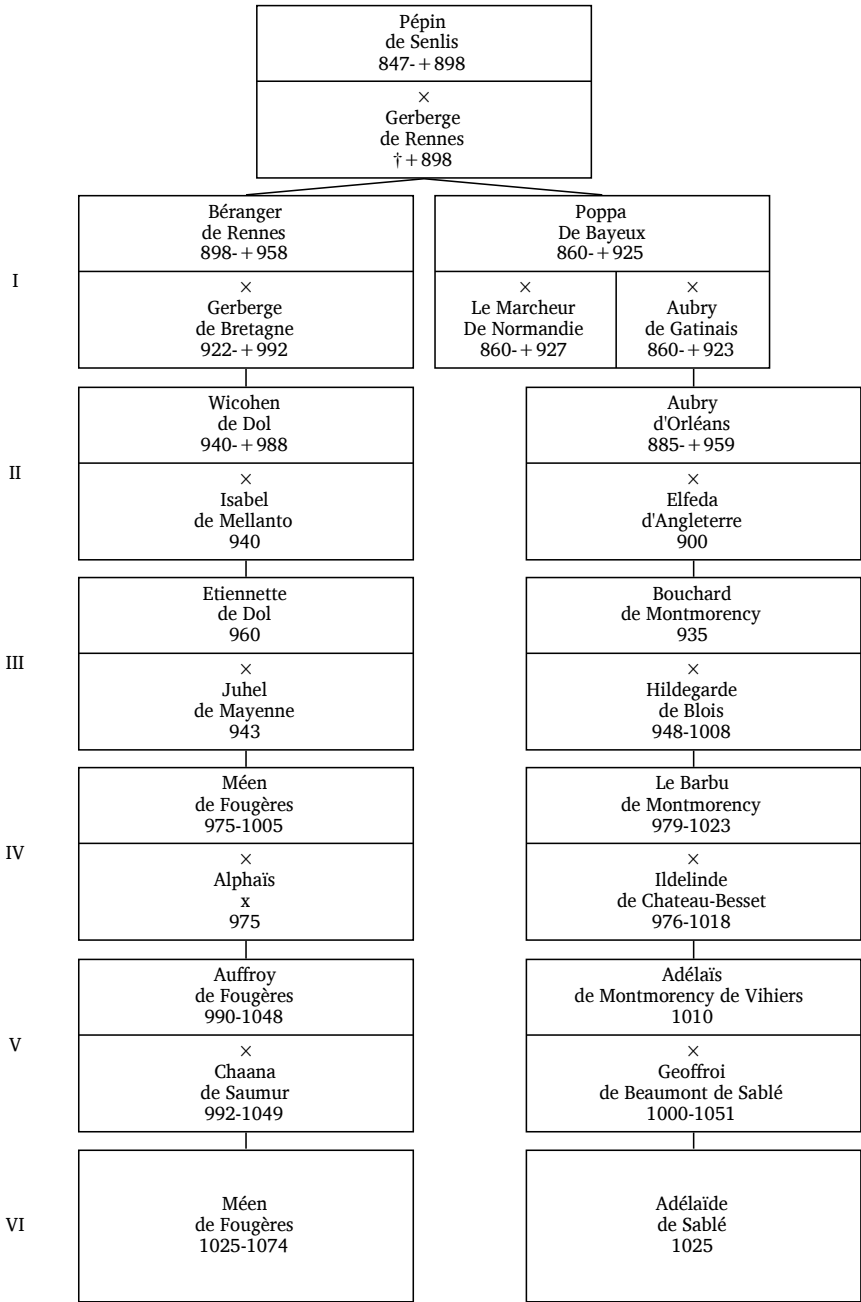 Pépin
de Senlis
847-+898
×
Gerberge
de Rennes
†+898
I
Béranger
de Rennes
898-+958
×
Gerberge
de Bretagne
922-+992
Poppa
De Bayeux
860-+925
×
Le Marcheur
De Normandie
860-+927
×
Aubry
de Gatinais
860-+923
II
Wicohen
de Dol
940-+988
×
Isabel
de Mellanto
940
Aubry
d'Orléans
885-+959
×
Elfeda
d'Angleterre
900
III
Etiennette
de Dol
960
×
Juhel
de Mayenne
943
Bouchard
de Montmorency
935
×
Hildegarde
de Blois
948-1008
IV
Méen
de Fougères
975-1005
×
Alphaïs
x
975
Le Barbu
de Montmorency
979-1023
×
Ildelinde
de Chateau-Besset
976-1018
V
Auffroy
de Fougères
990-1048
×
Chaana
de Saumur
992-1049
Adélaïs
de Montmorency de Vihiers
1010
×
Geoffroi
de Beaumont de Sablé
1000-1051
VI
Méen
de Fougères
1025-1074
Adélaïde
de Sablé
1025